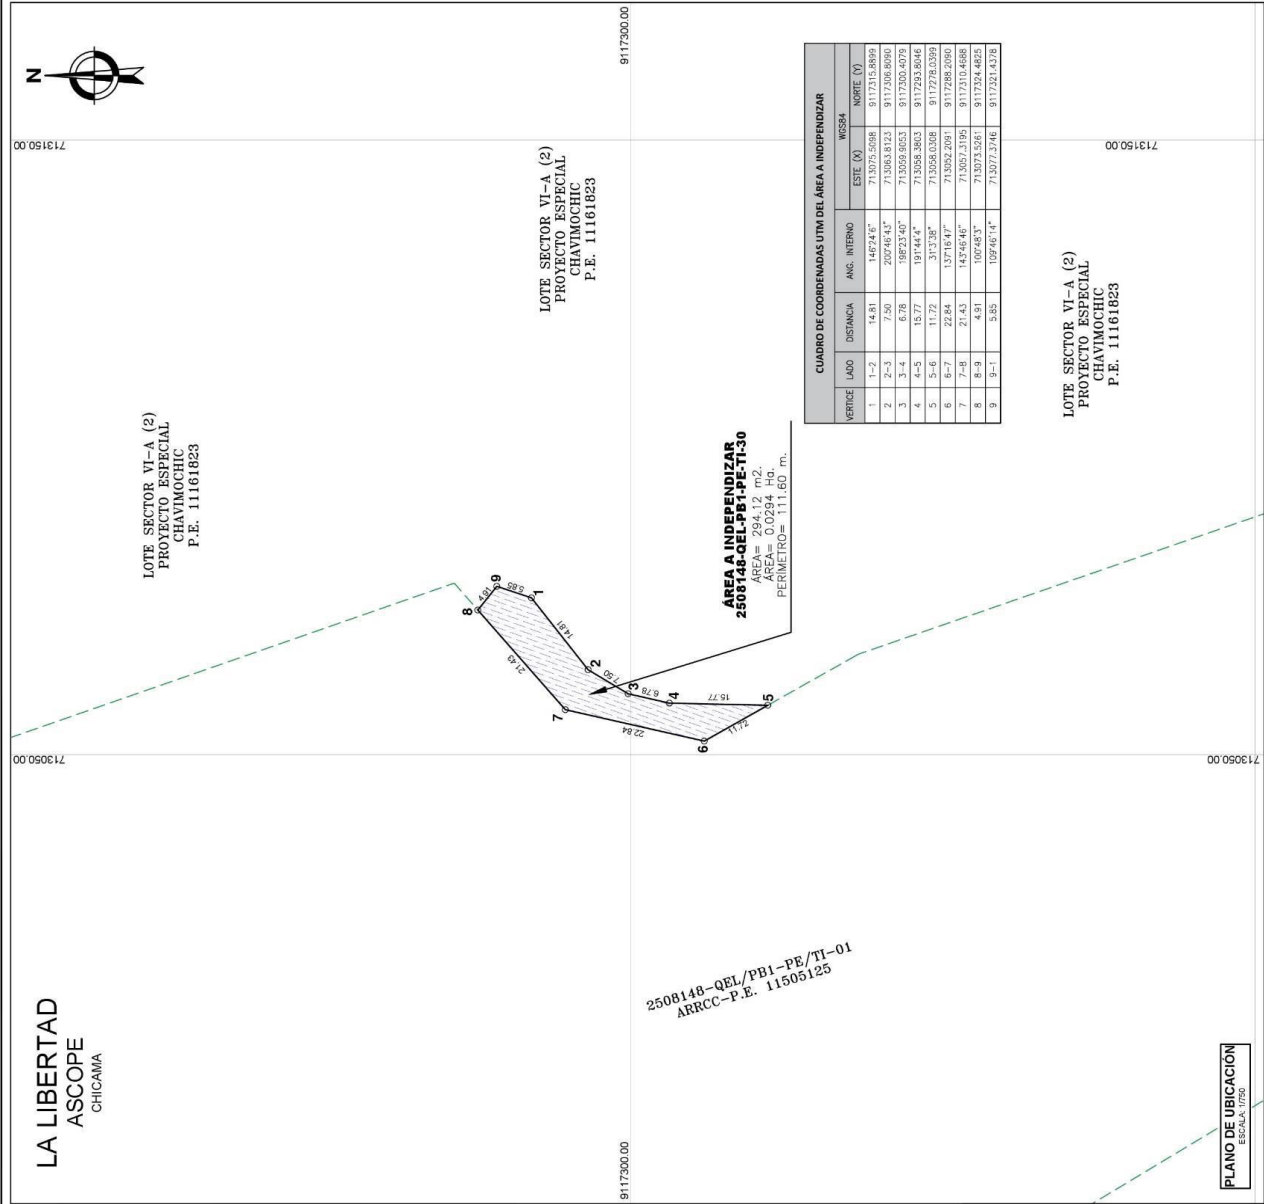 LA LIBERTAD
ASCOPE
CHICAMA
N
713050.00
713150.00
LOTE SECTOR VI-A (2)
PROYECTO ESPECIAL
CHAVIMOCHIC
P.E. 11161823
LOTE SECTOR VI-A (2)
PROYECTO ESPECIAL
CHAVIMOCHIC
P.E. 11161823
9117300.00
9117300.00
8
4.91
9
5.85
1
14.81
2
7.50
3
6.78
4
15.77
5
11.72
6
22.84
7
21.43
2508148-QEL/PB1-PE/TI-01
ARRCC-P.E. 11505125
ÁREA A INDEPENDIZAR
2508148-QEL-PB1-PE-TI-30
ÁREA= 294.12 m2.
ÁREA= 0.0294 Ha.
PERÍMETRO= 111.60 m.
CUADRO DE COORDENADAS UTM DEL ÁREA A INDEPENDIZAR
VERTICE LADO DISTANCIA ANG. INTERNO WGS84
ESTE (X) NORTE (Y)
1 1-2 14.81 146°24'6" 713075.5098 9117315.8899
2 2-3 7.50 200°46'43" 713063.8123 9117306.8090
3 3-4 6.78 198°23'40" 713059.9053 9117300.4079
4 4-5 15.77 191°44'4" 713058.3803 9117293.8046
5 5-6 11.72 31°3'38" 713058.0308 9117278.0399
6 6-7 22.84 137°16'47" 713052.2091 9117288.2090
7 7-8 21.43 143°46'46" 713057.3195 9117310.4688
8 8-9 4.91 100°48'3" 713073.5261 9117324.4825
9 9-1 5.85 109°46'14" 713077.3746 9117321.4378
LOTE SECTOR VI-A (2)
PROYECTO ESPECIAL
CHAVIMOCHIC
P.E. 11161823
713050.00
713150.00
PLANO DE UBICACIÓN
ESCALA: 1/750